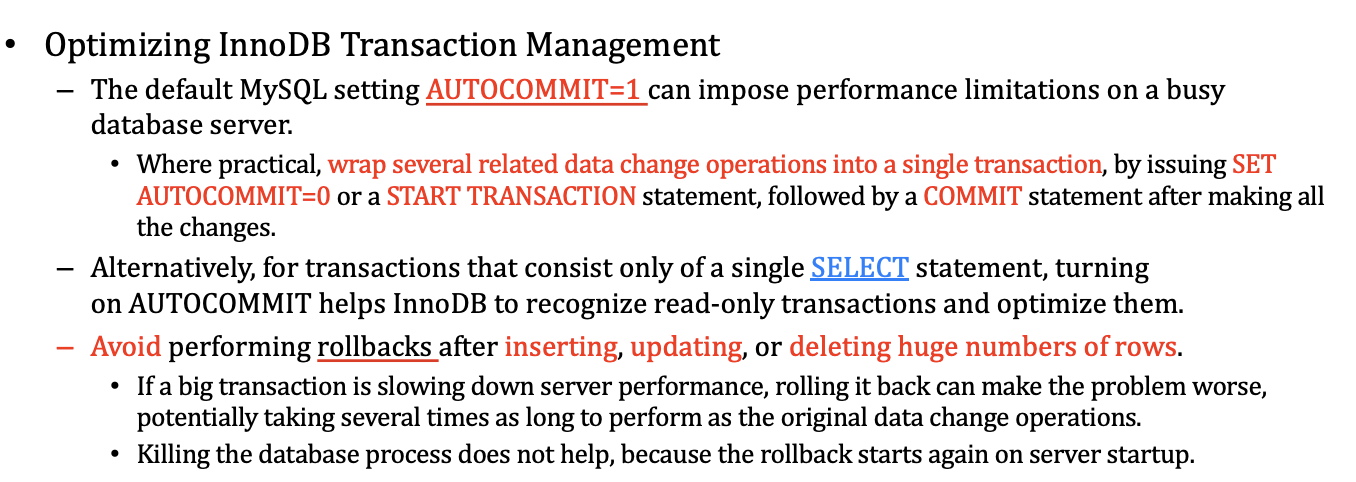 • Optimizing InnoDB Transaction Management
– The default MySQL setting AUTOCOMMIT=1 can impose performance limitations on a busy
database server.
• Where practical, wrap several related data change operations into a single transaction, by issuing SET
AUTOCOMMIT=0 or a START TRANSACTION statement, followed by a COMMIT statement after making all
the changes.
– Alternatively, for transactions that consist only of a single SELECT statement, turning
on AUTOCOMMIT helps InnoDB to recognize read-only transactions and optimize them.
– Avoid performing rollbacks after inserting, updating, or deleting huge numbers of rows.
• If a big transaction is slowing down server performance, rolling it back can make the problem worse,
potentially taking several times as long to perform as the original data change operations.
• Killing the database process does not help, because the rollback starts again on server startup.